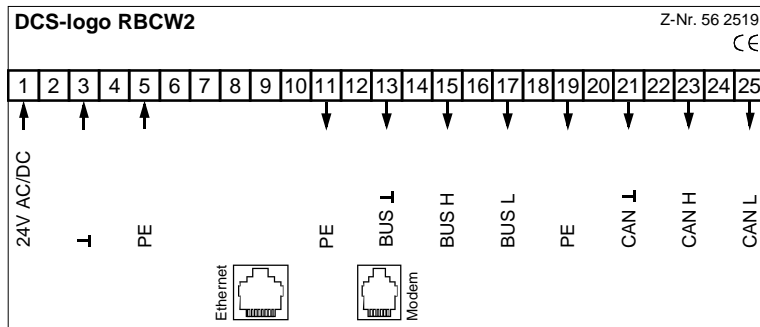 DCS-logo RBCW2
Z-Nr. 56 2519
CE
1 2 3 4 5 6 7 8 9 10 11 12 13 14 15 16 17 18 19 20 21 22 23 24 25
24V AC/DC
PE
PE
BUS
BUS H
BUS L
PE
CAN
CAN H
CAN L
Ethernet
Modem